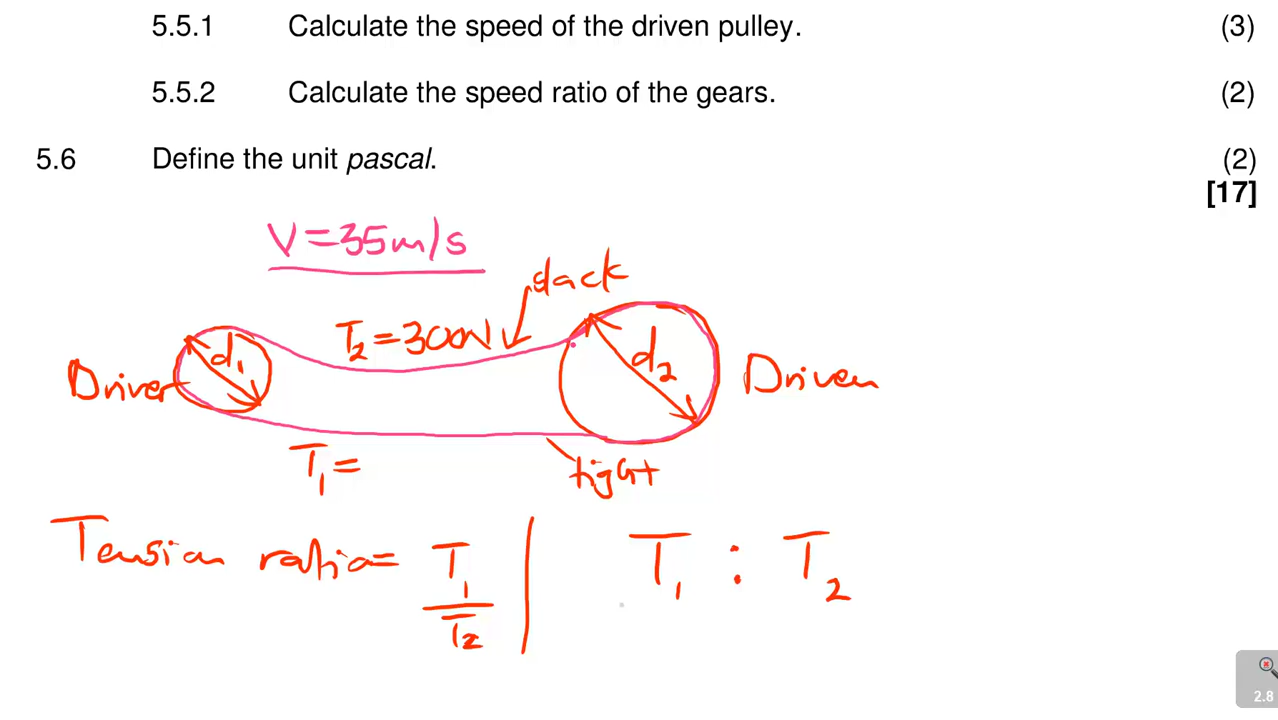 5.5.1 Calculate the speed of the driven pulley. (3)
5.5.2 Calculate the speed ratio of the gears. (2)
5.6 Define the unit pascal. (2)
[17]
V=35m/s
slack
T₂=300N
d₁
d₂
Driver
Driven
T₁=
tight
Tension ratio= T₁/T₂ | T₁ : T₂
2.8